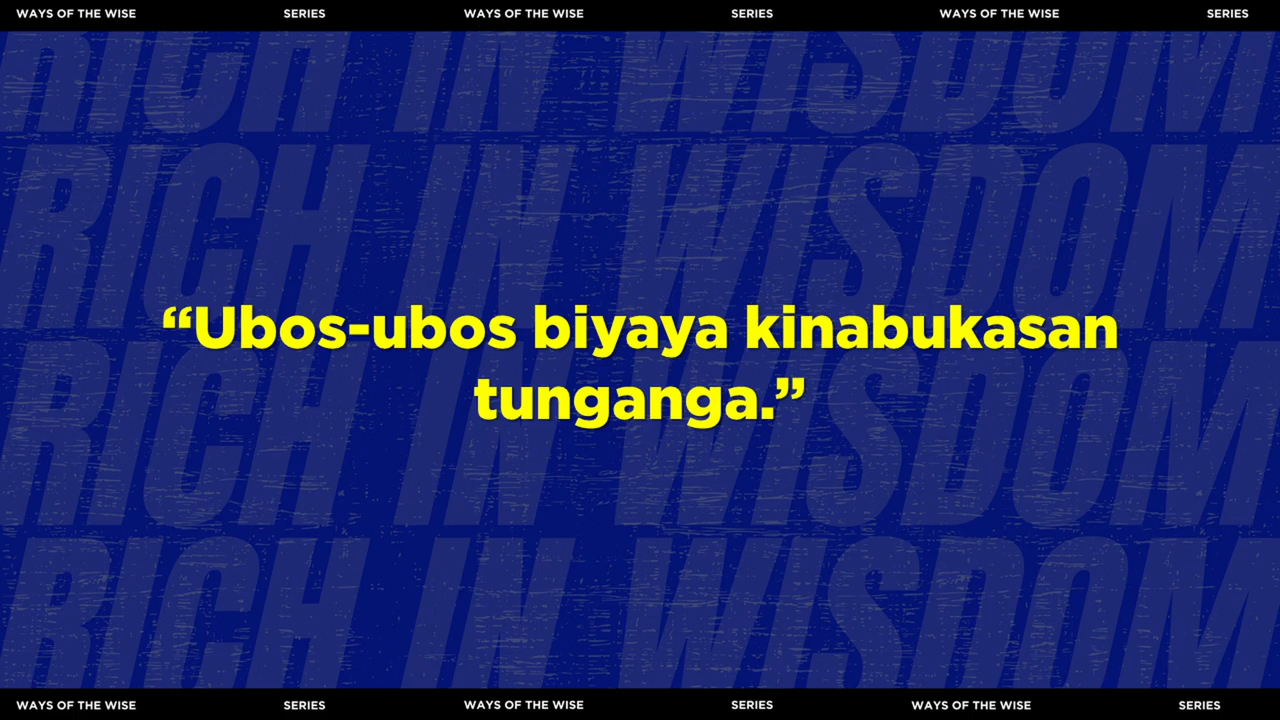 WAYS OF THE WISE SERIES WAYS OF THE WISE SERIES WAYS OF THE WISE SERIES
RICH IN WISDOM
RICH IN WISDOM
“Ubos-ubos biyaya kinabukasan
tunganga.”
RICH IN WISDOM
RICH IN WISDOM
WAYS OF THE WISE SERIES WAYS OF THE WISE SERIES WAYS OF THE WISE SERIES